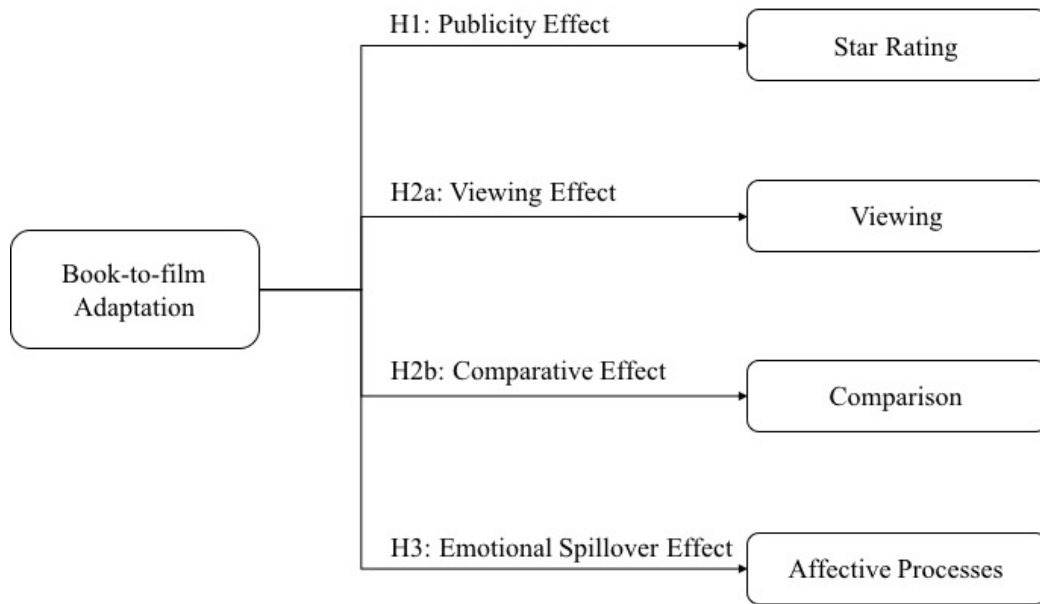 H1: Publicity Effect
Star Rating
H2a: Viewing Effect
Viewing
Book-to-film
Adaptation
H2b: Comparative Effect
Comparison
H3: Emotional Spillover Effect
Affective Processes